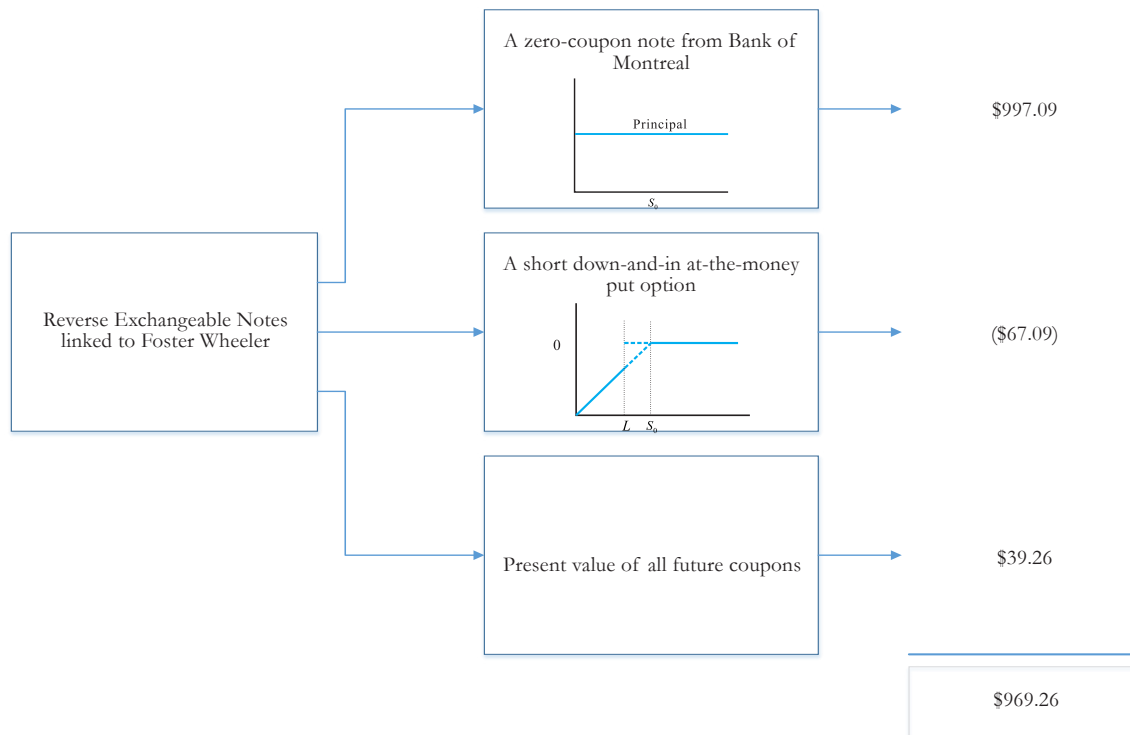 A zero-coupon note from Bank of
Montreal
Principal
S₀
$997.09
Reverse Exchangeable Notes
linked to Foster Wheeler
A short down-and-in at-the-money
put option
0
L S₀
($67.09)
Present value of all future coupons
$39.26
$969.26